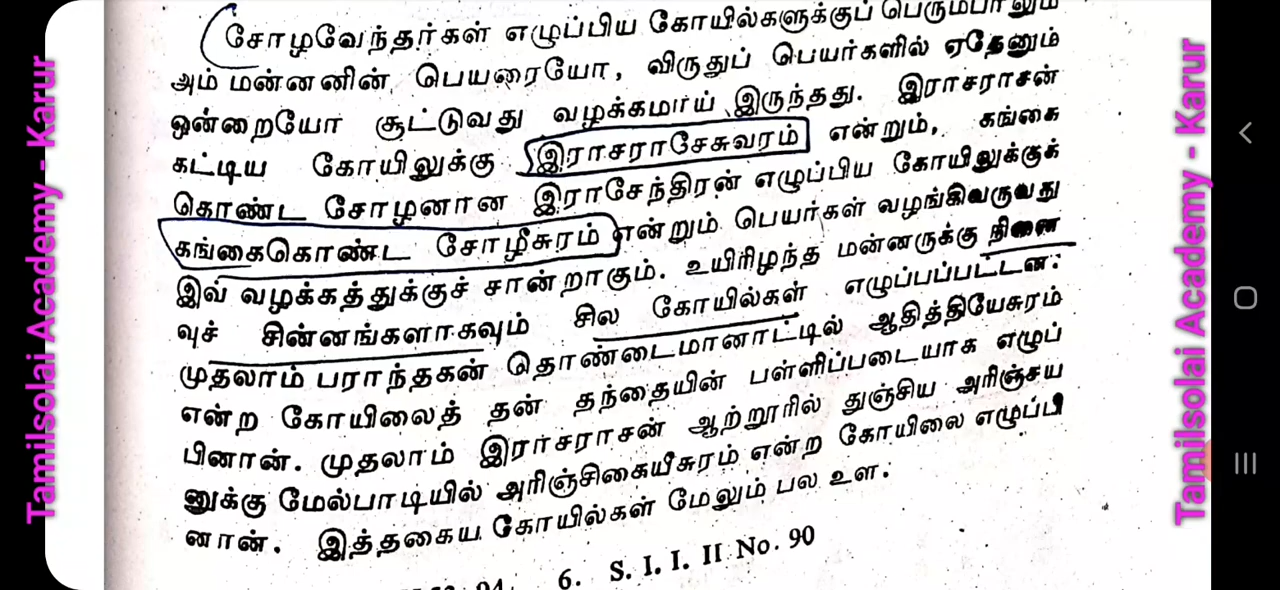 சோழவேந்தர்கள் எழுப்பிய கோயில்களுக்குப் பெரும்பாலும்
அம் மன்னனின் பெயரையோ, விருதுப் பெயர்களில் ஏதேனும்
ஒன்றையோ சூட்டுவது வழக்கமாய் இருந்தது. இராசராசன்
கட்டிய கோயிலுக்கு இராசராசேசுவரம் என்றும், கங்கை
கொண்ட சோழனான இராசேந்திரன் எழுப்பிய கோயிலுக்குக்
கங்கைகொண்ட சோழீசுரம் என்றும் பெயர்கள் வழங்கிவருவது
இவ் வழக்கத்துக்குச் சான்றாகும். உயிரிழந்த மன்னருக்கு நினை
வுச் சின்னங்களாகவும் சில கோயில்கள் எழுப்பப்பட்டன.
முதலாம் பராந்தகன் தொண்டைமானாட்டில் ஆதித்தியேசுரம்
என்ற கோயிலைத் தன் தந்தையின் பள்ளிப்படையாக எழுப்
பினான். முதலாம் இராசராசன் ஆற்றூரில் துஞ்சிய அரிஞ்சய
னுக்கு மேல்பாடியில் அரிஞ்சிகையீசுரம் என்ற கோயிலை எழுப்பி
னான். இத்தகைய கோயில்கள் மேலும் பல உள.
94. 6. S. I. I. II No. 90
Tamilsolai Academy - Karur
Tamilsolai Academy - Karur